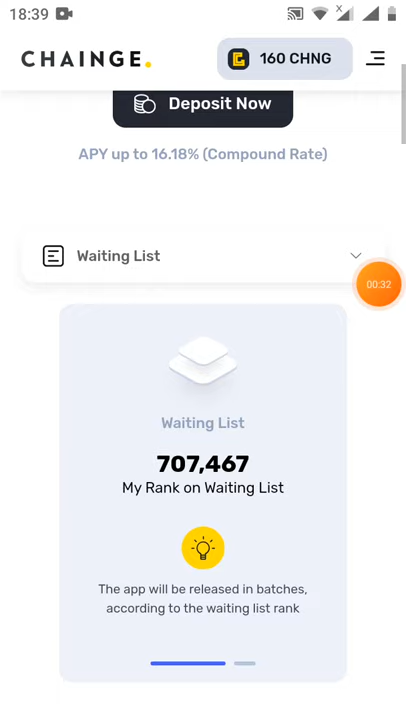 18:39
CHAINGE.
160 CHNG
Deposit Now
APY up to 16.18% (Compound Rate)
Waiting List
00:32
Waiting List
707,467
My Rank on Waiting List
The app will be released in batches,
according to the waiting list rank